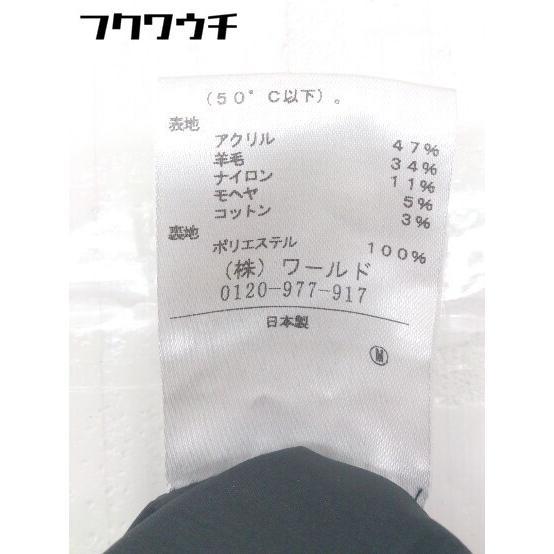 フクワウチ
(50°C以下)。
表地
アクリル 47%
羊毛 34%
ナイロン 11%
モヘヤ 5%
コットン 3%
裏地
ポリエステル 100%
(株) ワールド
0120-977-917
日本製
Ⓜ